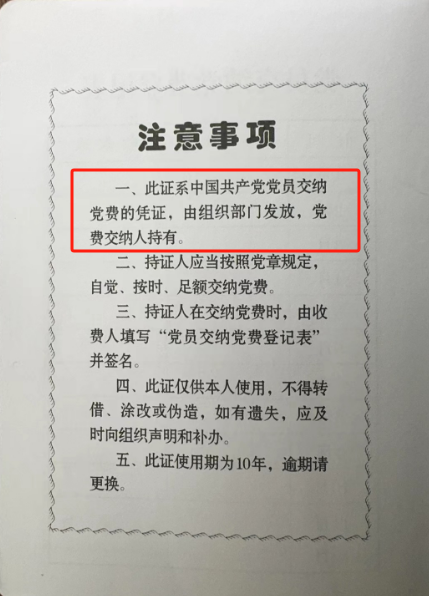 注意事项
一、此证系中国共产党党员交纳
党费的凭证，由组织部门发放，党
费交纳人持有。
二、持证人应当按照党章规定，
自觉、按时、足额交纳党费。
三、持证人在交纳党费时，由收
费人填写“党员交纳党费登记表”
并签名。
四、此证仅供本人使用，不得转
借、涂改或伪造，如有遗失，应及
时向组织声明和补办。
五、此证使用期为10年，逾期请
更换。